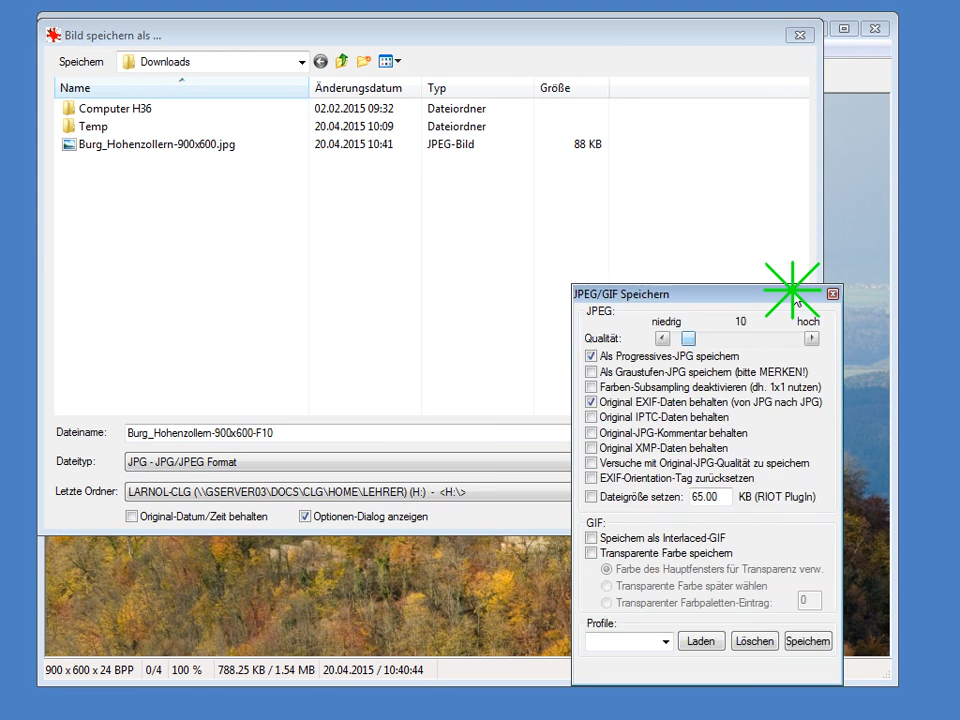 Bild speichern als ...
Speichern Downloads
Name Änderungsdatum Typ Größe
Computer H36 02.02.2015 09:32 Dateiordner
Temp 20.04.2015 10:09 Dateiordner
Burg_Hohenzollern-900x600.jpg 20.04.2015 10:41 JPEG-Bild 88 KB
Dateiname: Burg_Hohenzollern-900x600-F10
Dateityp: JPG - JPG/JPEG Format
Letzte Ordner: LARNOL-CLG (\\GSERVER03\DOCS\CLG\HOME\LEHRER) (H:) - <H:\>
Original-Datum/Zeit behalten Optionen-Dialog anzeigen
JPEG/GIF Speichern
JPEG:
niedrig 10 hoch
Qualität:
Als Progressives-JPG speichern
Als Graustufen-JPG speichern (bitte MERKEN!)
Farben-Subsampling deaktivieren (dh. 1x1 nutzen)
Original EXIF-Daten behalten (von JPG nach JPG)
Original IPTC-Daten behalten
Original-JPG-Kommentar behalten
Original XMP-Daten behalten
Versuche mit Original-JPG-Qualität zu speichern
EXIF-Orientation-Tag zurücksetzen
Dateigröße setzen: 65.00 KB (RIOT PlugIn)
GIF:
Speichern als Interlaced-GIF
Transparente Farbe speichern
Farbe des Hauptfensters für Transparenz verw.
Transparente Farbe später wählen
Transparenter Farbpaletten-Eintrag: 0
Profile:
Laden Löschen Speichern
900 x 600 x 24 BPP 0/4 100 % 788.25 KB / 1.54 MB 20.04.2015 / 10:40:44